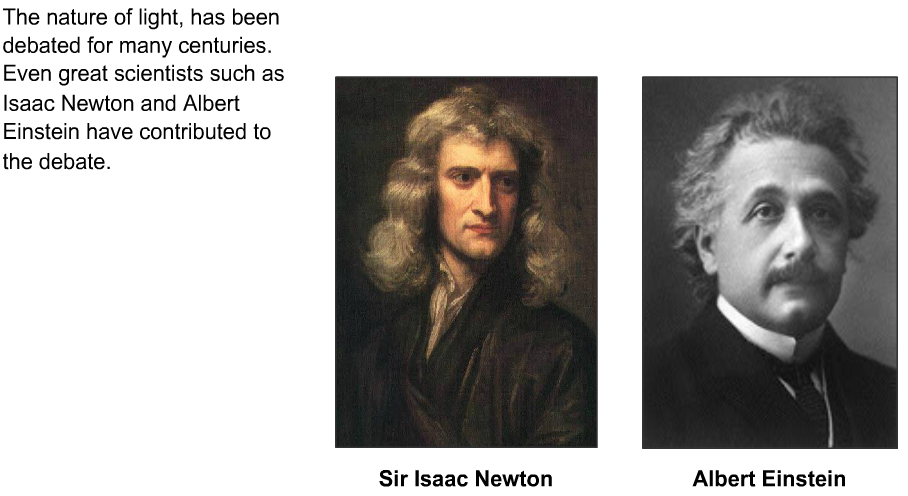 The nature of light, has been
debated for many centuries.
Even great scientists such as
Isaac Newton and Albert
Einstein have contributed to
the debate.
Sir Isaac Newton
Albert Einstein